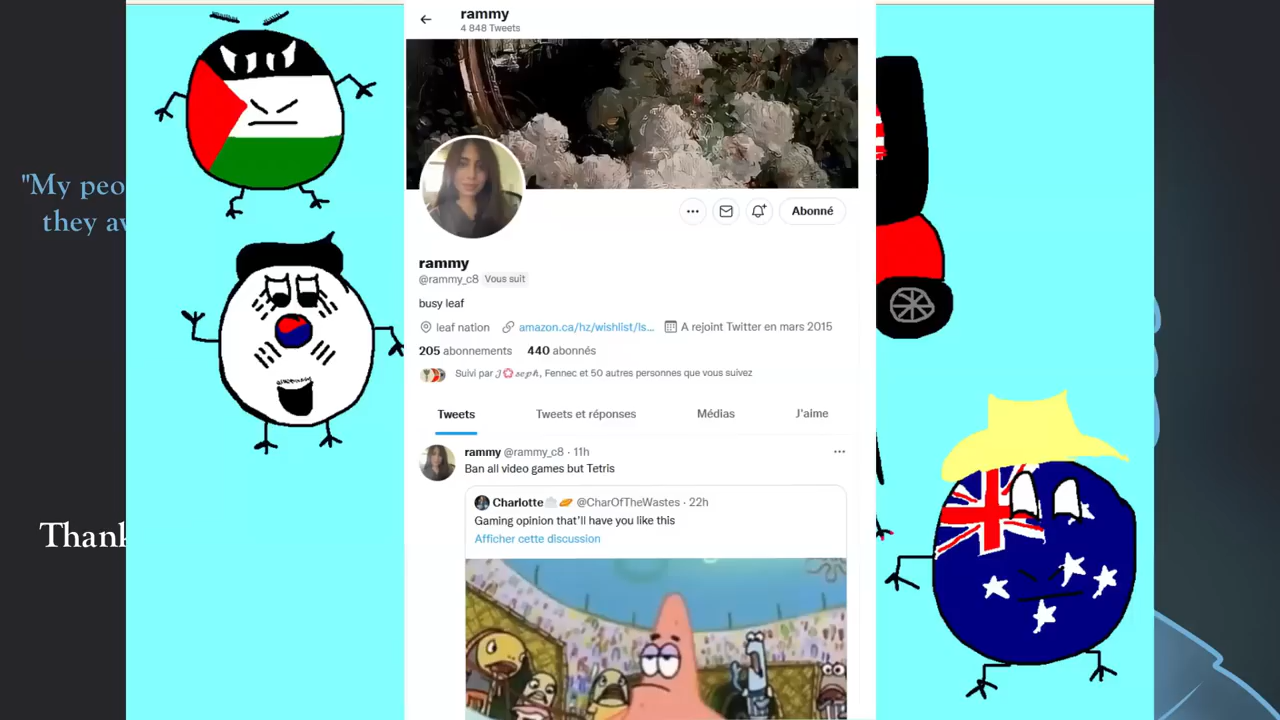 "My peo
they av
Thank
rammy
4 848 Tweets
Abonné
rammy
@rammy_c8 Vous suit
busy leaf
leaf nation amazon.ca/hz/wishlist/ls... A rejoint Twitter en mars 2015
205 abonnements 440 abonnés
Suivi par J🌸seph, Fennec et 50 autres personnes que vous suivez
Tweets Tweets et réponses Médias J'aime
rammy @rammy_c8 · 11h
Ban all video games but Tetris
Charlotte @CharOfTheWastes · 22h
Gaming opinion that'll have you like this
Afficher cette discussion